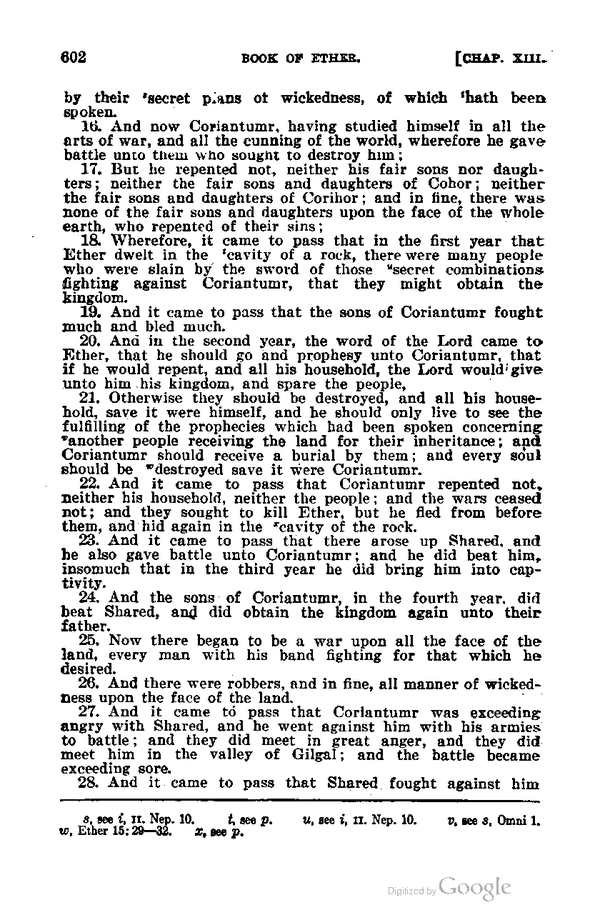 602 BOOK OF ETHER. [CHAP. XIII.
by their ˢsecret plans of wickedness, of which ᵗhath been
spoken.
16. And now Coriantumr, having studied himself in all the
arts of war, and all the cunning of the world, wherefore he gave
battle unto them who sought to destroy him;
17. But he repented not, neither his fair sons nor daugh-
ters; neither the fair sons and daughters of Cohor; neither
the fair sons and daughters of Corihor; and in fine, there was
none of the fair sons and daughters upon the face of the whole
earth, who repented of their sins;
18. Wherefore, it came to pass that in the first year that
Ether dwelt in the ᵗcavity of a rock, there were many people
who were slain by the sword of those ᵘsecret combinations
fighting against Coriantumr, that they might obtain the
kingdom.
19. And it came to pass that the sons of Coriantumr fought
much and bled much.
20. And in the second year, the word of the Lord came to
Ether, that he should go and prophesy unto Coriantumr, that
if he would repent, and all his household, the Lord would give
unto him his kingdom, and spare the people,
21. Otherwise they should be destroyed, and all his house-
hold, save it were himself, and he should only live to see the
fulfilling of the prophecies which had been spoken concerning
ᵛanother people receiving the land for their inheritance; and
Coriantumr should receive a burial by them; and every soul
should be ʷdestroyed save it were Coriantumr.
22. And it came to pass that Coriantumr repented not,
neither his household, neither the people; and the wars ceased
not; and they sought to kill Ether, but he fled from before
them, and hid again in the ˣcavity of the rock.
23. And it came to pass that there arose up Shared, and
he also gave battle unto Coriantumr; and he did beat him,
insomuch that in the third year he did bring him into cap-
tivity.
24. And the sons of Coriantumr, in the fourth year, did
beat Shared, and did obtain the kingdom again unto their
father.
25. Now there began to be a war upon all the face of the
land, every man with his band fighting for that which he
desired.
26. And there were robbers, and in fine, all manner of wicked-
ness upon the face of the land.
27. And it came to pass that Coriantumr was exceeding
angry with Shared, and he went against him with his armies
to battle; and they did meet in great anger, and they did
meet him in the valley of Gilgal; and the battle became
exceeding sore.
28. And it came to pass that Shared fought against him
s, see i, II. Nep. 10. t, see p. u, see i, II. Nep. 10. v, see s, Omni 1.
w, Ether 15:29—32. x, see p.
Digitized by Google